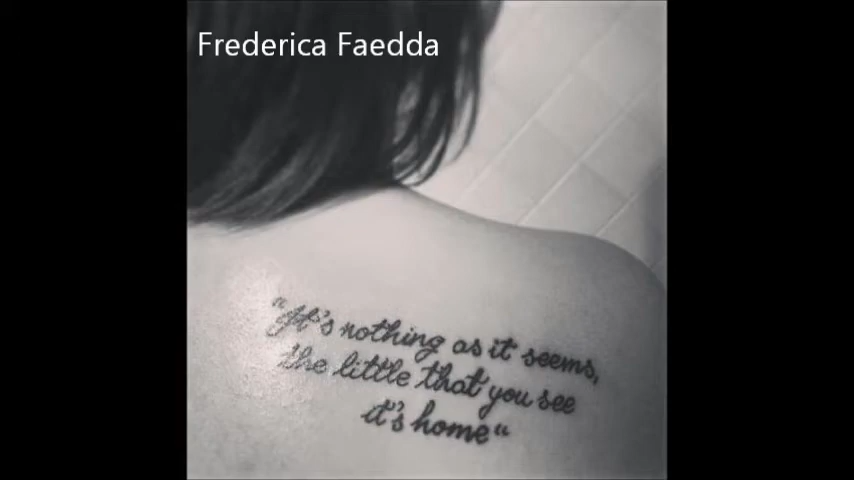 Frederica Faedda
"It's nothing as it seems,
the little that you see
it's home"